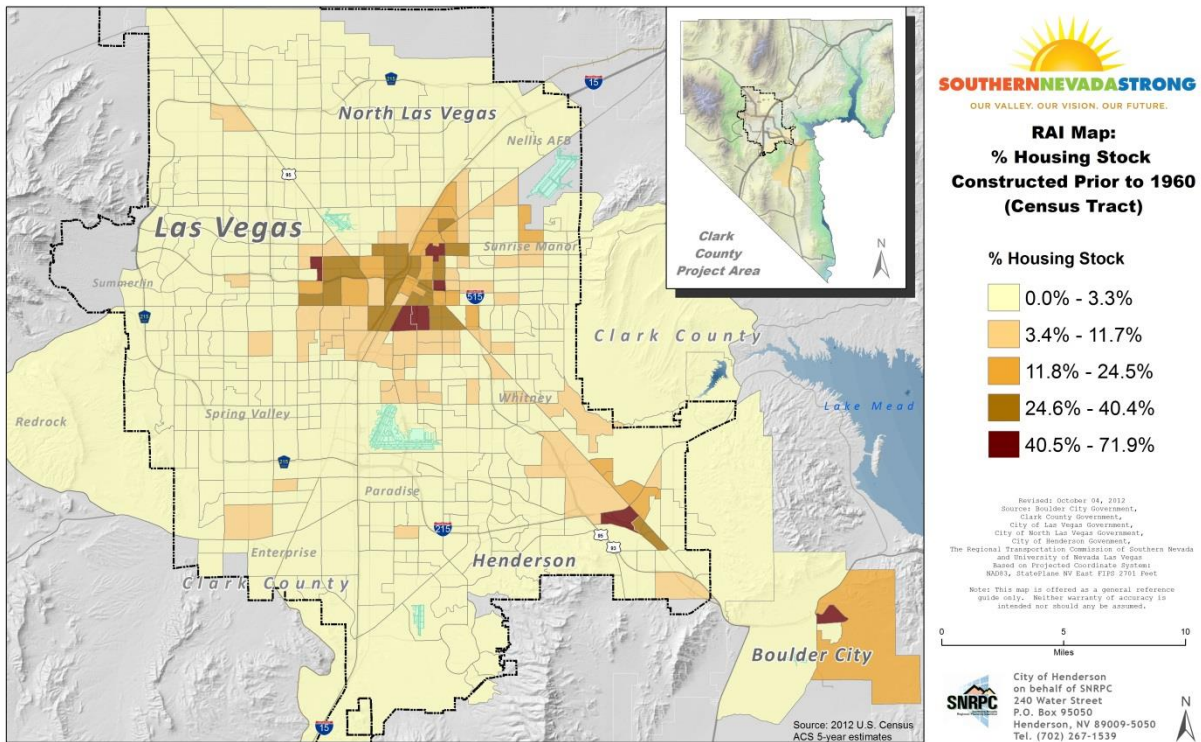 North Las Vegas
Nellis AFB
Las Vegas
Sunrise Manor
Summerlin
Clark County
Redrock
Spring Valley
Whitney
Lake Mead
Paradise
Enterprise
Clark County
Henderson
Boulder City
15
95
215
515
215
215
215
95
93
15
Source: 2012 U.S. Census
ACS 5-year estimates
Clark
County
Project Area
N
SOUTHERNNEVADASTRONG
OUR VALLEY. OUR VISION. OUR FUTURE.
RAI Map:
% Housing Stock
Constructed Prior to 1960
(Census Tract)
% Housing Stock
0.0% - 3.3%
3.4% - 11.7%
11.8% - 24.5%
24.6% - 40.4%
40.5% - 71.9%
Revised: October 04, 2012
Source: Boulder City Government,
Clark County Government,
City of Las Vegas Government,
City of North Las Vegas Government,
City of Henderson Government,
The Regional Transportation Commission of Southern Nevada
and University of Nevada Las Vegas
Based on Projected Coordinate System:
NAD83, StatePlane NV East FIPS 2701 Feet
Note: This map is offered as a general reference
guide only. Neither warranty of accuracy is
intended nor should any be assumed.
0 5 10
Miles
SNRPC
City of Henderson
on behalf of SNRPC
240 Water Street
P.O. Box 95050
Henderson, NV 89009-5050
Tel. (702) 267-1539
N